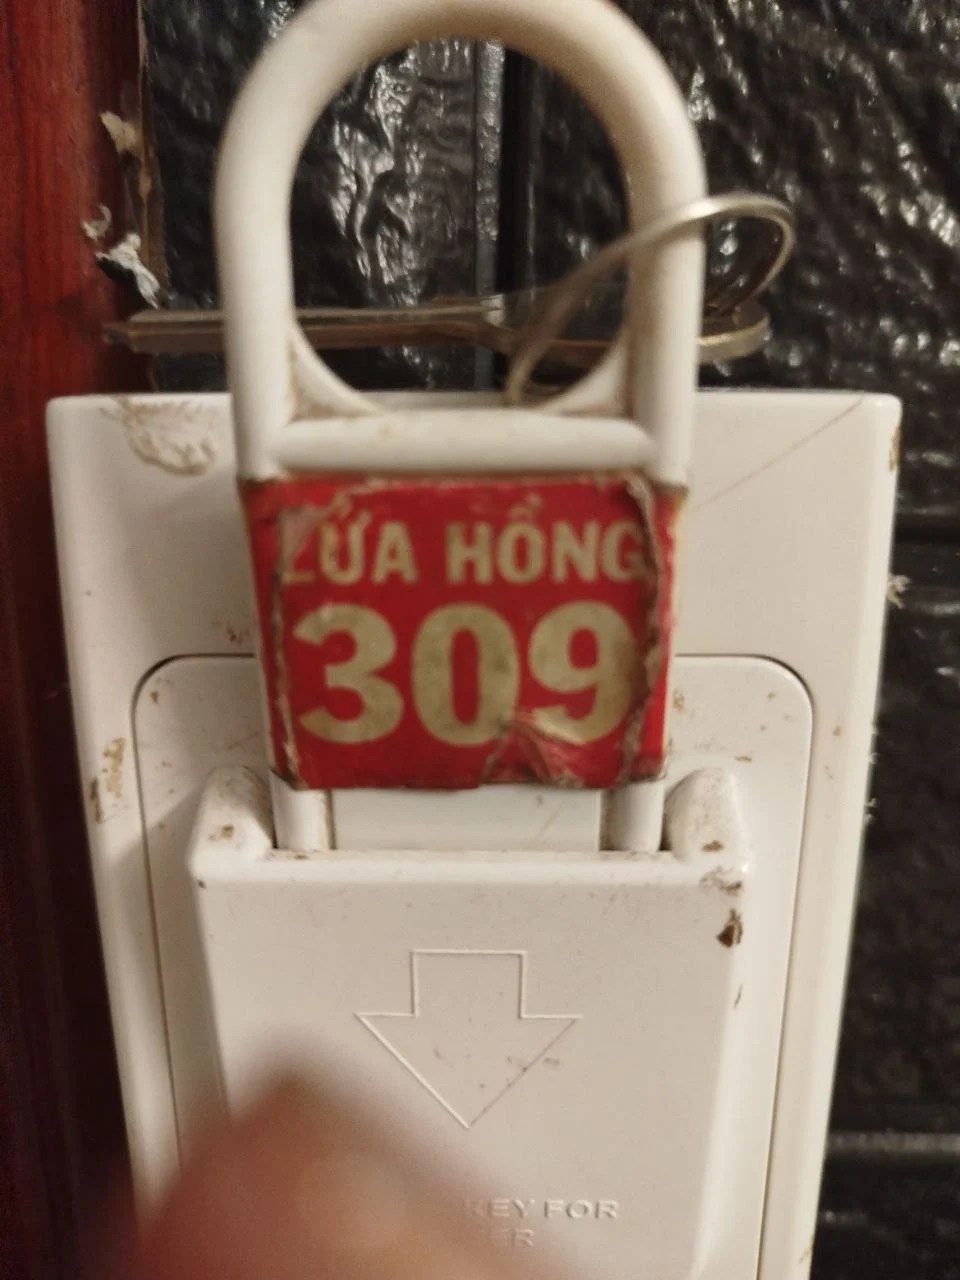 LỬA HỒNG
309
KEY FOR